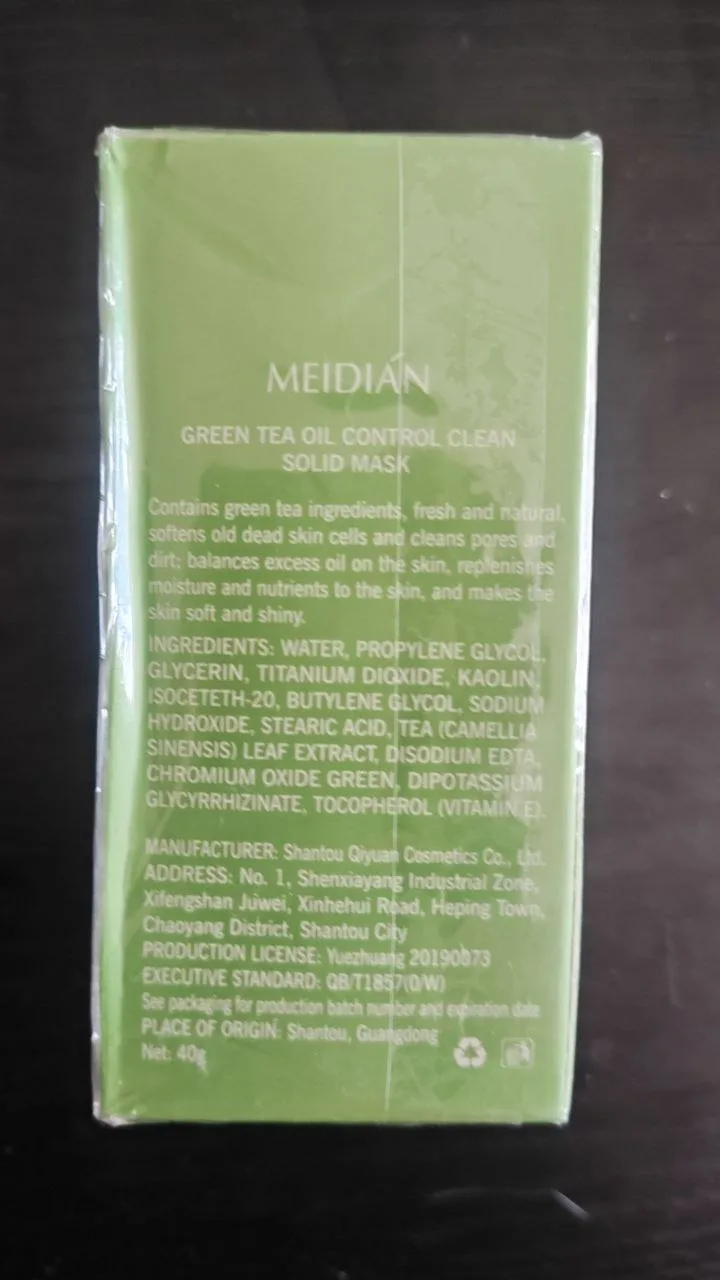 MEIDIÁN
GREEN TEA OIL CONTROL CLEAN
SOLID MASK
Contains green tea ingredients, fresh and natural,
softens old dead skin cells and cleans pores and
dirt; balances excess oil on the skin, replenishes
moisture and nutrients to the skin, and makes the
skin soft and shiny.
INGREDIENTS: WATER, PROPYLENE GLYCOL,
GLYCERIN, TITANIUM DIOXIDE, KAOLIN,
ISOCETETH-20, BUTYLENE GLYCOL, SODIUM
HYDROXIDE, STEARIC ACID, TEA (CAMELLIA
SINENSIS) LEAF EXTRACT, DISODIUM EDTA,
CHROMIUM OXIDE GREEN, DIPOTASSIUM
GLYCYRRHIZINATE, TOCOPHEROL (VITAMIN E).
MANUFACTURER: Shantou Qiyuan Cosmetics Co., Ltd.
ADDRESS: No. 1, Shenxiayang Industrial Zone,
Xifengshan Juwei, Xinhehui Road, Heping Town,
Chaoyang District, Shantou City
PRODUCTION LICENSE: Yuezhuang 20190073
EXECUTIVE STANDARD: QB/T1857(O/W)
See packaging for production batch number and expiration date
PLACE OF ORIGIN: Shantou, Guangdong
Net: 40g